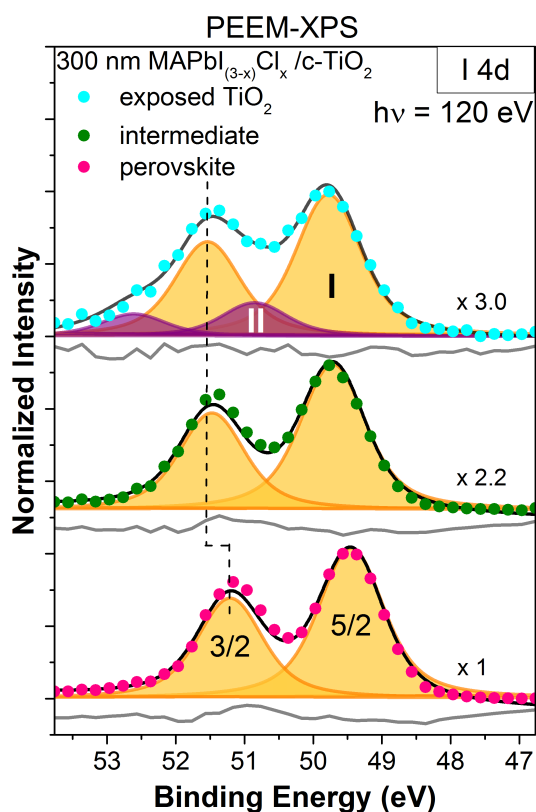 PEEM-XPS
300 nm MAPbI(3-x)Clx /c-TiO2
I 4d
exposed TiO2
hν = 120 eV
intermediate
perovskite
I
II
x 3.0
x 2.2
3/2
5/2
x 1
Normalized Intensity
53 52 51 50 49 48 47
Binding Energy (eV)